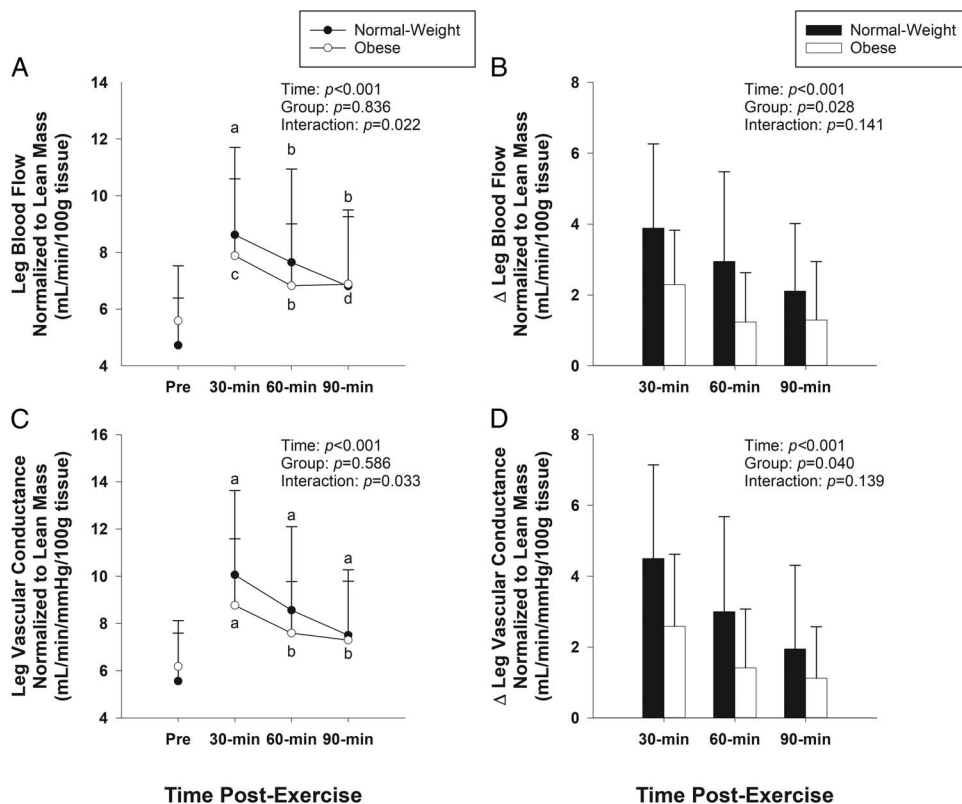 Normal-Weight
Obese
Normal-Weight
Obese
A
Leg Blood Flow
Normalized to Lean Mass
(mL/min/100g tissue)
14
12
10
8
6
4
Time: p<0.001
Group: p=0.836
Interaction: p=0.022
a
b
b
c
b
d
Pre
30-min
60-min
90-min
B
Δ Leg Blood Flow
Normalized to Lean Mass
(mL/min/100g tissue)
8
6
4
2
0
Time: p<0.001
Group: p=0.028
Interaction: p=0.141
30-min
60-min
90-min
C
Leg Vascular Conductance
Normalized to Lean Mass
(mL/min/mmHg/100g tissue)
16
14
12
10
8
6
4
Time: p<0.001
Group: p=0.586
Interaction: p=0.033
a
a
a
a
b
b
Pre
30-min
60-min
90-min
Time Post-Exercise
D
Δ Leg Vascular Conductance
Normalized to Lean Mass
(mL/min/mmHg/100g tissue)
8
6
4
2
0
Time: p<0.001
Group: p=0.040
Interaction: p=0.139
30-min
60-min
90-min
Time Post-Exercise